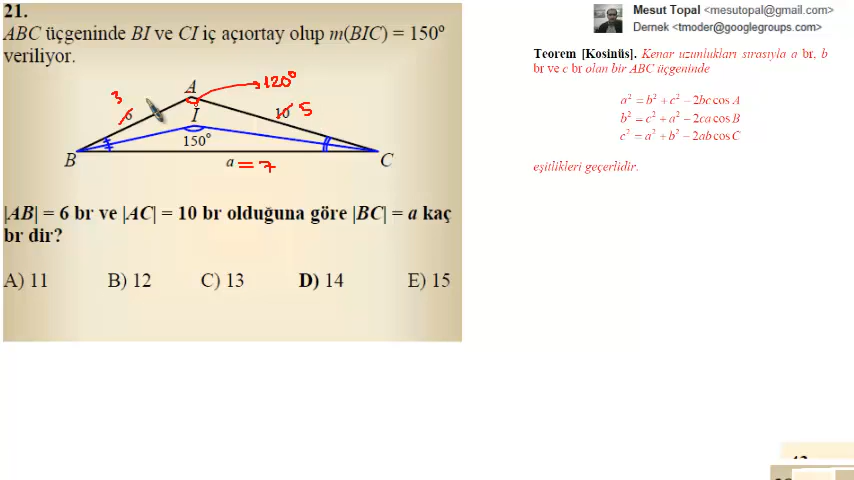 21.
ABC üçgeninde BI ve CI iç açıortay olup m(BIC) = 150°
veriliyor.
A
120°
3
6
İ
10
5
150°
B
a = 7
C
|AB| = 6 br ve |AC| = 10 br olduğuna göre |BC| = a kaç
br dir?
A) 11 B) 12 C) 13 D) 14 E) 15
Mesut Topal <mesutopal@gmail.com>
Dernek <tmoder@googlegroups.com>
Teorem [Kosinüs]. Kenar uzunlukları sırasıyla a br, b
br ve c br olan bir ABC üçgeninde
a² = b² + c² − 2bc cos A
b² = c² + a² − 2ca cos B
c² = a² + b² − 2ab cos C
eşitlikleri geçerlidir.